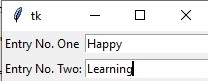 tk
Entry No. One Happy
Entry No. Two: Learning